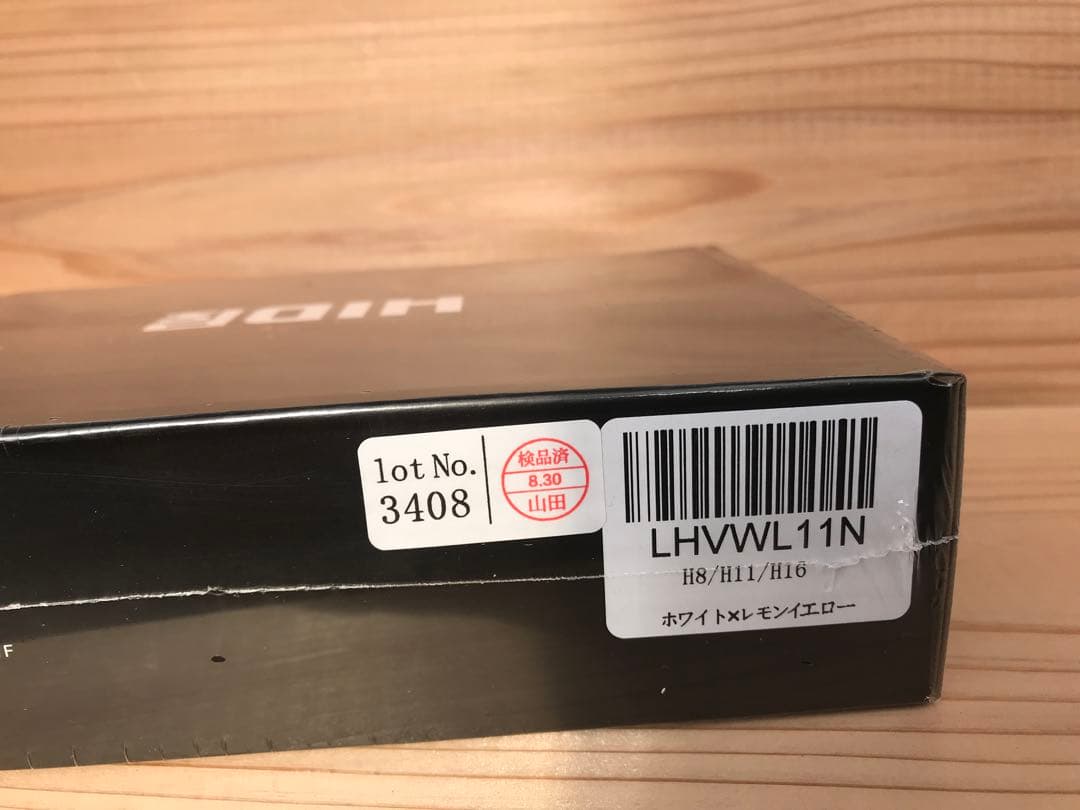 HID屋
lot No.
3408
検品済
8.30
山田
LHVWL11N
H8/H11/H16
ホワイト×レモンイエロー
F